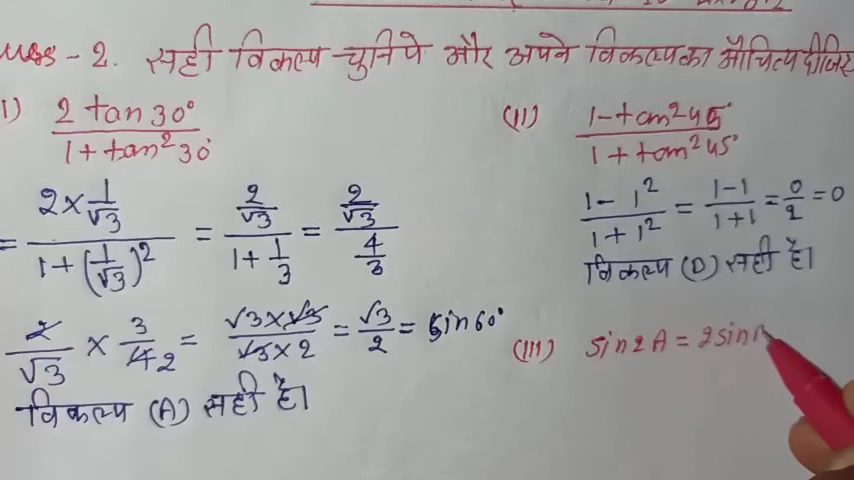 - 2. सही विकल्प चुनिये और अपने विकल्प का औचित्य दीजिए
I) 2 tan 30° / 1 + tan² 30°
= 2 × 1/√3 / 1 + (1/√3)² = 2/√3 / 1 + 1/3 = 2/√3 / 4/3
2/√3 × 3/4 2 = √3 × √3 / √3 × 2 = √3/2 = Sin 60°
विकल्प (A) सही है।
(II) 1 - tan² 45° / 1 + tan² 45°
1 - 1² / 1 + 1² = 1-1 / 1+1 = 0/2 = 0
विकल्प (D) सही है।
(III) Sin 2A = 2 sin